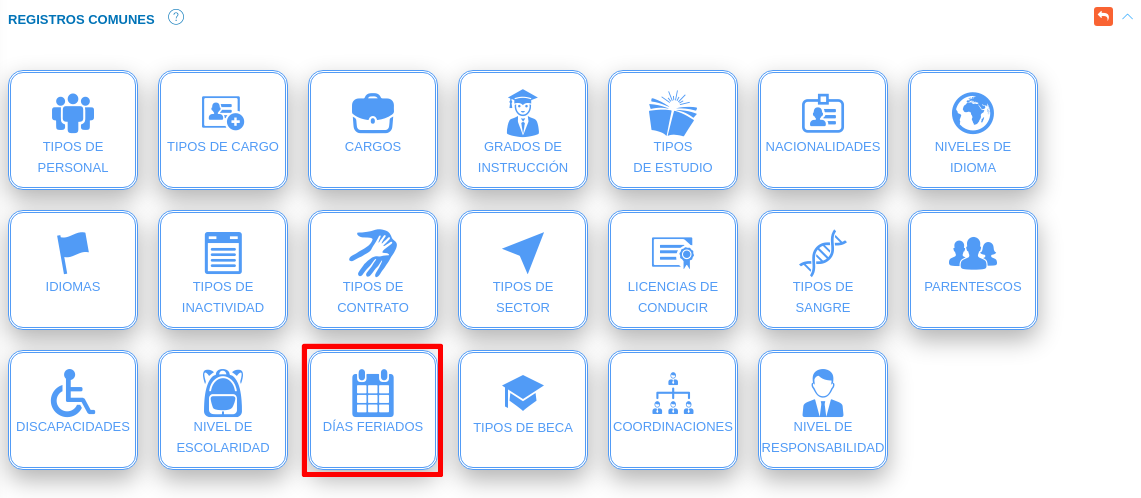 REGISTROS COMUNES ?
TIPOS DE
PERSONAL
TIPOS DE CARGO
CARGOS
GRADOS DE
INSTRUCCIÓN
TIPOS
DE ESTUDIO
NACIONALIDADES
NIVELES DE
IDIOMA
IDIOMAS
TIPOS DE
INACTIVIDAD
TIPOS DE
CONTRATO
TIPOS DE
SECTOR
LICENCIAS DE
CONDUCIR
TIPOS DE
SANGRE
PARENTESCOS
DISCAPACIDADES
NIVEL DE
ESCOLARIDAD
DÍAS FERIADOS
TIPOS DE BECA
COORDINACIONES
NIVEL DE
RESPONSABILIDAD